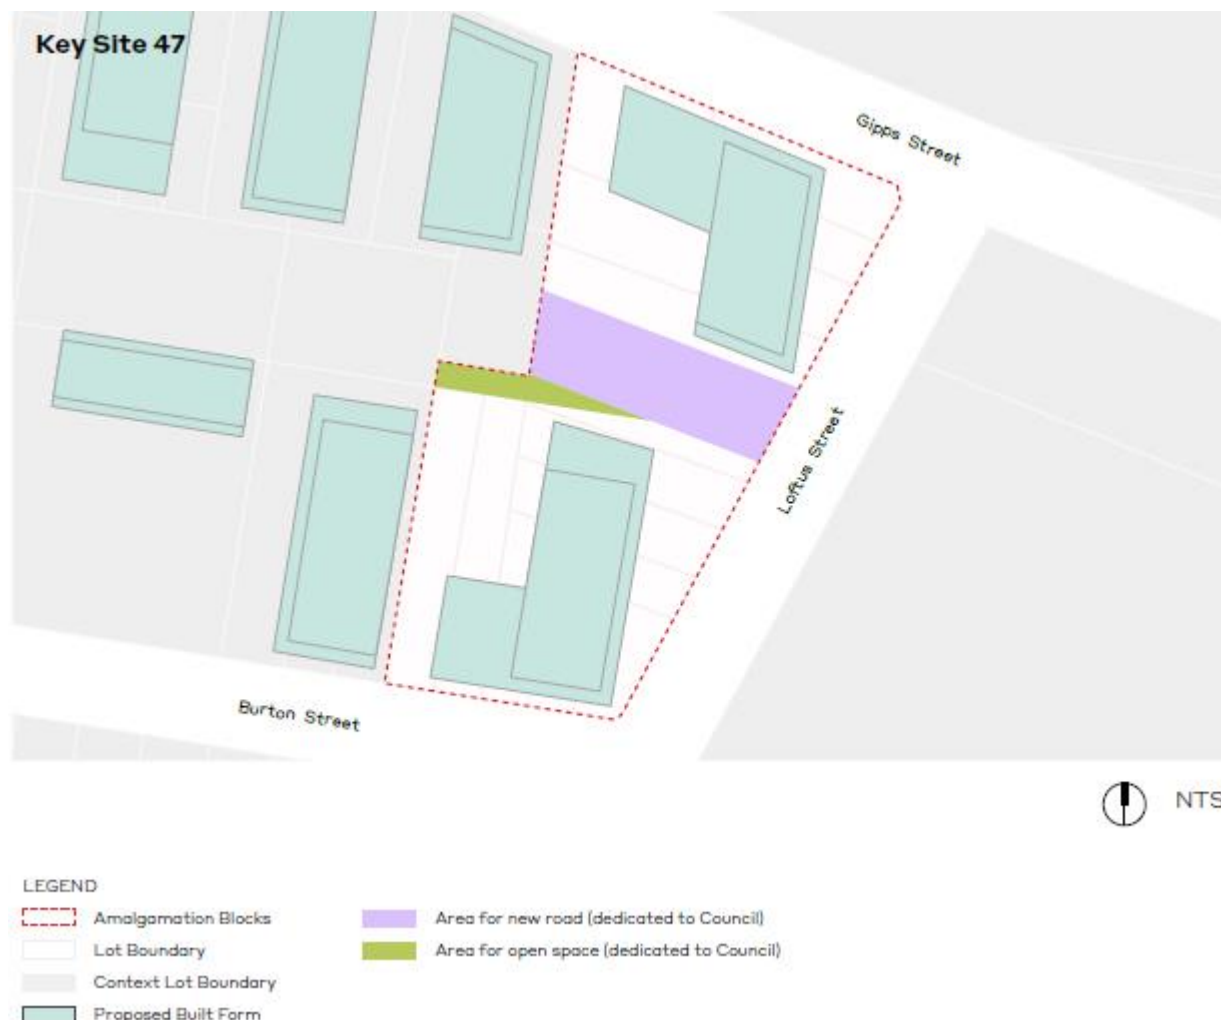 Key Site 47
Gipps Street
Loftus Street
Burton Street
NTS
LEGEND
Amalgamation Blocks
Lot Boundary
Context Lot Boundary
Proposed Built Form
Area for new road (dedicated to Council)
Area for open space (dedicated to Council)